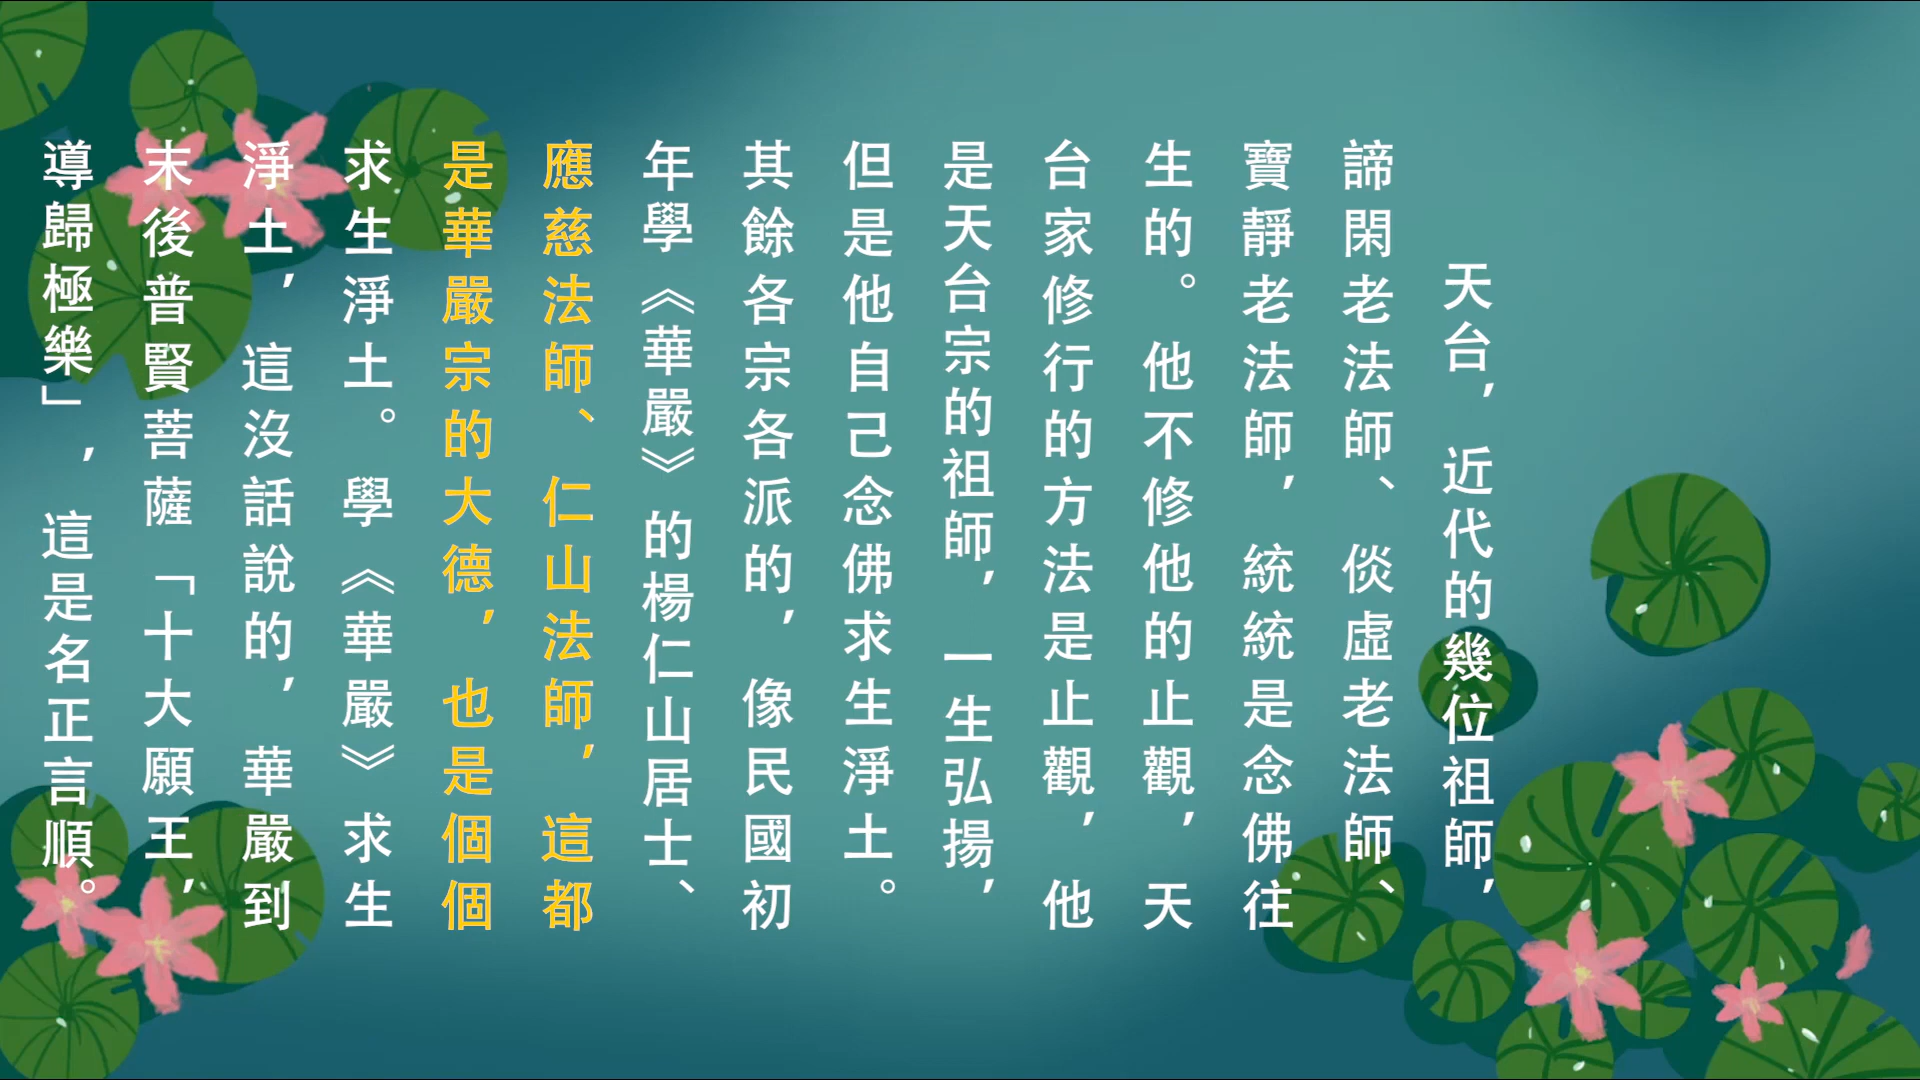 天台，近代的幾位祖師，
諦閑老法師、倓虛老法師、
寶靜老法師，統統是念佛往
生的。他不修他的止觀，天
台家修行的方法是止觀，他
是天台宗的祖師，一生弘揚，
但是他自己念佛求生淨土。
其餘各宗各派的，像民國初
年學《華嚴》的楊仁山居士、
應慈法師、仁山法師，這都
是華嚴宗的大德，也是個個
求生淨土。學《華嚴》求生
淨土，這沒話說的，華嚴到
末後普賢菩薩「十大願王，
導歸極樂」，這是名正言順。